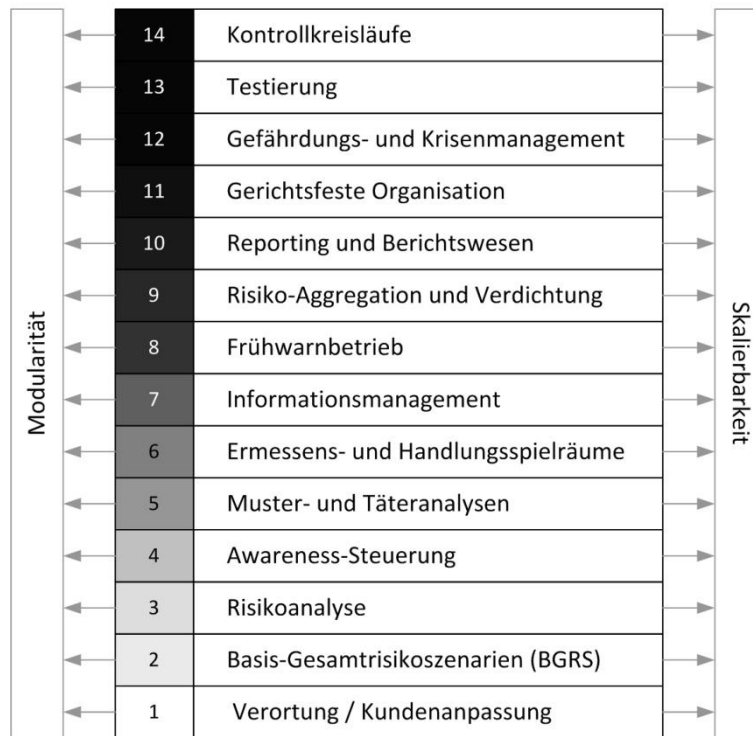 Modularität
14 Kontrollkreisläufe
13 Testierung
12 Gefährdungs- und Krisenmanagement
11 Gerichtsfeste Organisation
10 Reporting und Berichtswesen
9 Risiko-Aggregation und Verdichtung
8 Frühwarnbetrieb
7 Informationsmanagement
6 Ermessens- und Handlungsspielräume
5 Muster- und Täteranalysen
4 Awareness-Steuerung
3 Risikoanalyse
2 Basis-Gesamtrisikoszenarien (BGRS)
1 Verortung / Kundenanpassung
Skalierbarkeit